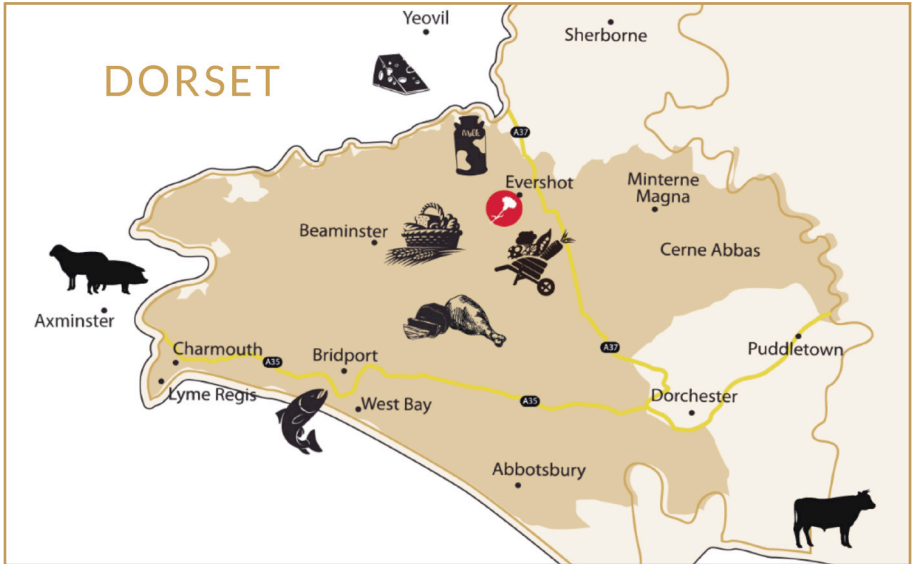 Yeovil
Sherborne
DORSET
Milk
A37
Evershot
Minterne
Magna
Beaminster
Cerne Abbas
Axminster
Charmouth
A35
Bridport
A37
Puddletown
Lyme Regis
West Bay
A35
Dorchester
Abbotsbury